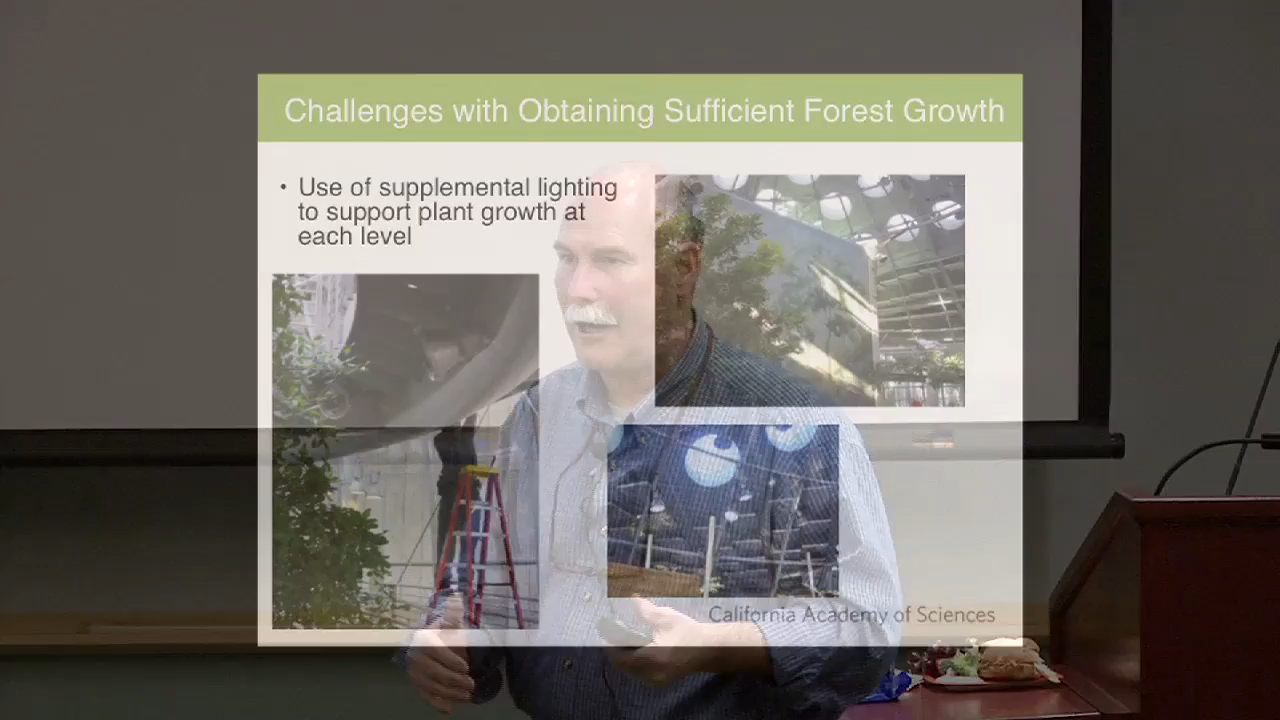 Challenges with Obtaining Sufficient Forest Growth
• Use of supplemental lighting
to support plant growth at
each level
California Academy of Sciences